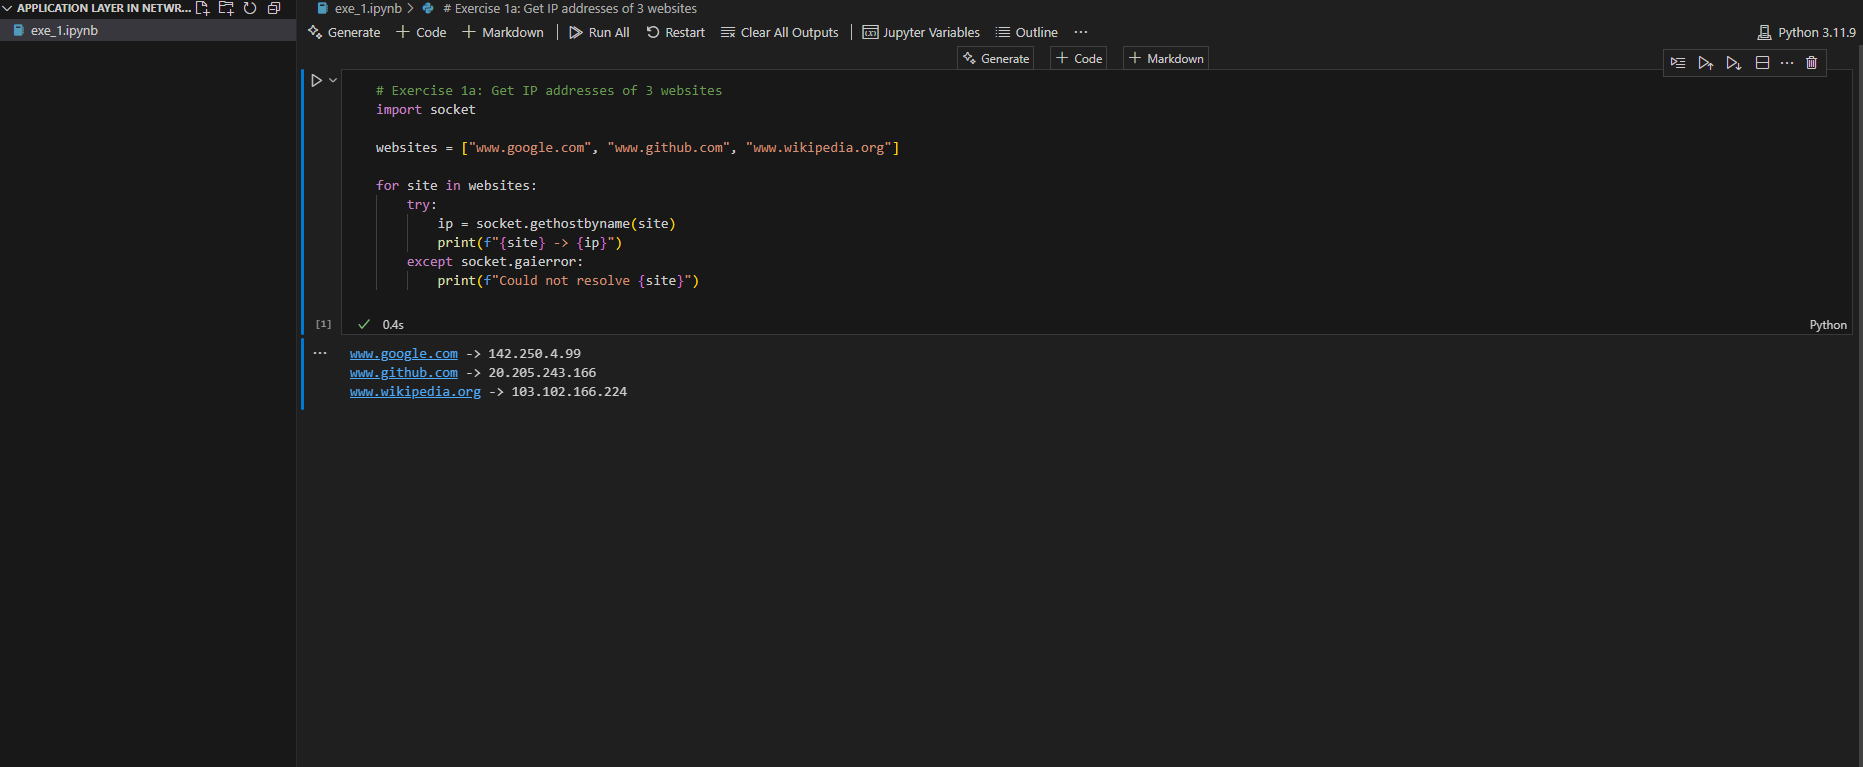 APPLICATION LAYER IN NETWR...
exe_1.ipynb
exe_1.ipynb > # Exercise 1a: Get IP addresses of 3 websites
Generate + Code + Markdown Run All Restart Clear All Outputs Jupyter Variables Outline ...
Python 3.11.9
Generate + Code + Markdown
# Exercise 1a: Get IP addresses of 3 websites
import socket
websites = ["www.google.com", "www.github.com", "www.wikipedia.org"]
for site in websites:
try:
ip = socket.gethostbyname(site)
print(f"{site} -> {ip}")
except socket.gaierror:
print(f"Could not resolve {site}")
[1] ✓ 0.4s
Python
www.google.com -> 142.250.4.99
www.github.com -> 20.205.243.166
www.wikipedia.org -> 103.102.166.224